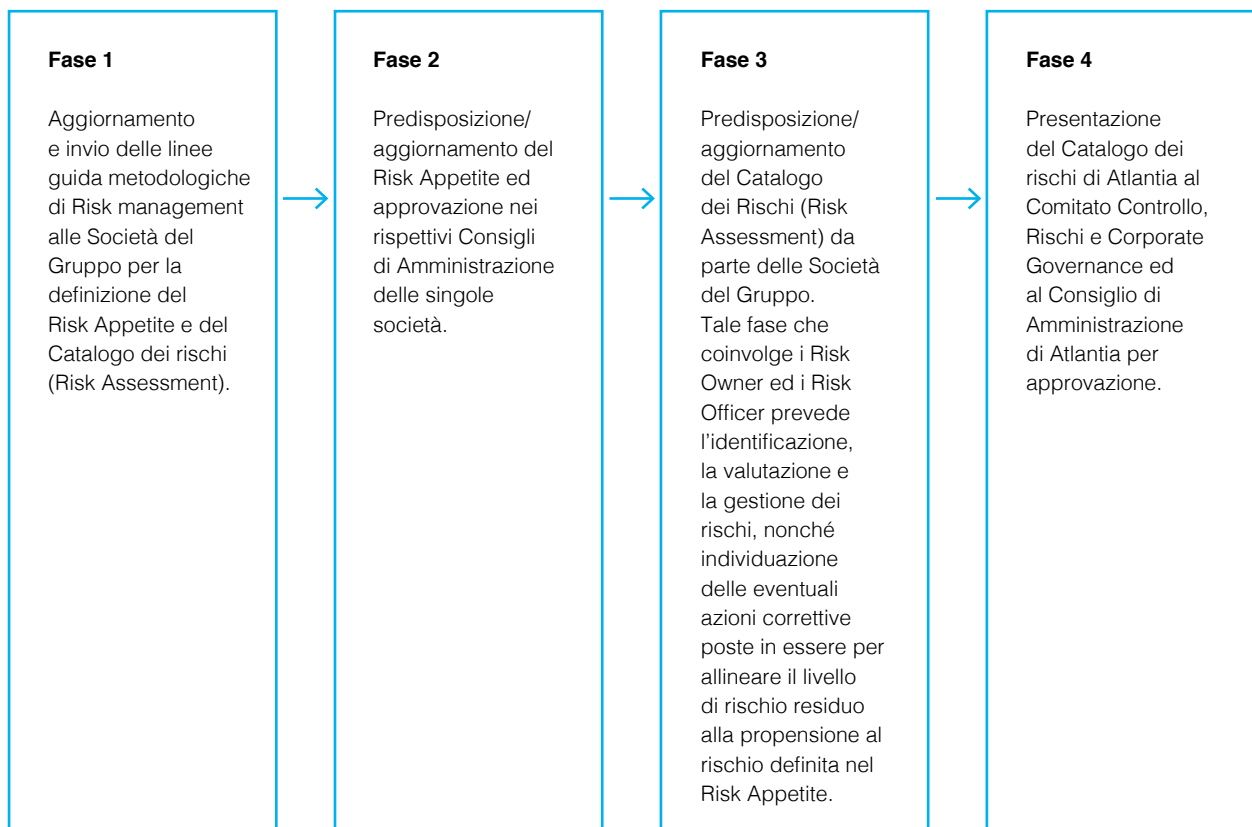 Fase 1
Aggiornamento
e invio delle linee
guida metodologiche
di Risk management
alle Società del
Gruppo per la
definizione del
Risk Appetite e del
Catalogo dei rischi
(Risk Assessment).
Fase 2
Predisposizione/
aggiornamento del
Risk Appetite ed
approvazione nei
rispettivi Consigli
di Amministrazione
delle singole
società.
Fase 3
Predisposizione/
aggiornamento
del Catalogo
dei Rischi (Risk
Assessment) da
parte delle Società
del Gruppo.
Tale fase che
coinvolge i Risk
Owner ed i Risk
Officer prevede
l’identificazione,
la valutazione e
la gestione dei
rischi, nonché
individuazione
delle eventuali
azioni correttive
poste in essere per
allineare il livello
di rischio residuo
alla propensione al
rischio definita nel
Risk Appetite.
Fase 4
Presentazione
del Catalogo dei
rischi di Atlantia al
Comitato Controllo,
Rischi e Corporate
Governance ed
al Consiglio di
Amministrazione
di Atlantia per
approvazione.